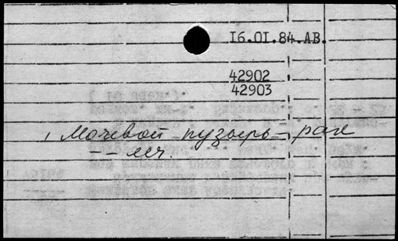 16.01.84.АВ.
42902
42903
Мочевой пузырь - рак
-- леч.